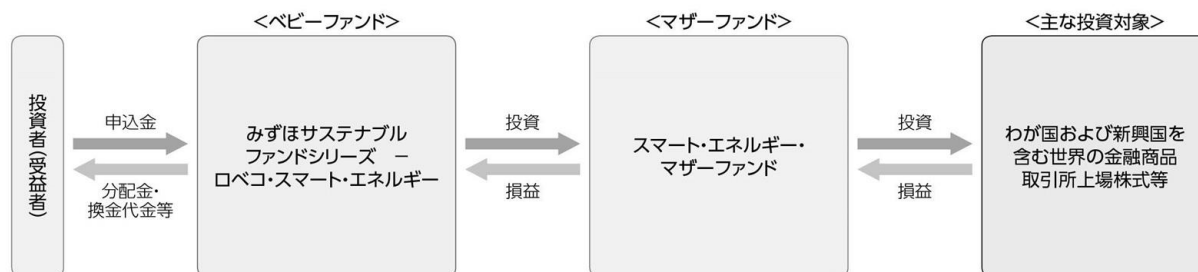 <ベビーファンド>
<マザーファンド>
<主な投資対象>
投資者(受益者)
申込金
分配金・
換金代金等
みずほサステナブル
ファンドシリーズ －
ロベコ・スマート・エネルギー
投資
損益
スマート・エネルギー・
マザーファンド
投資
損益
わが国および新興国を
含む世界の金融商品
取引所上場株式等